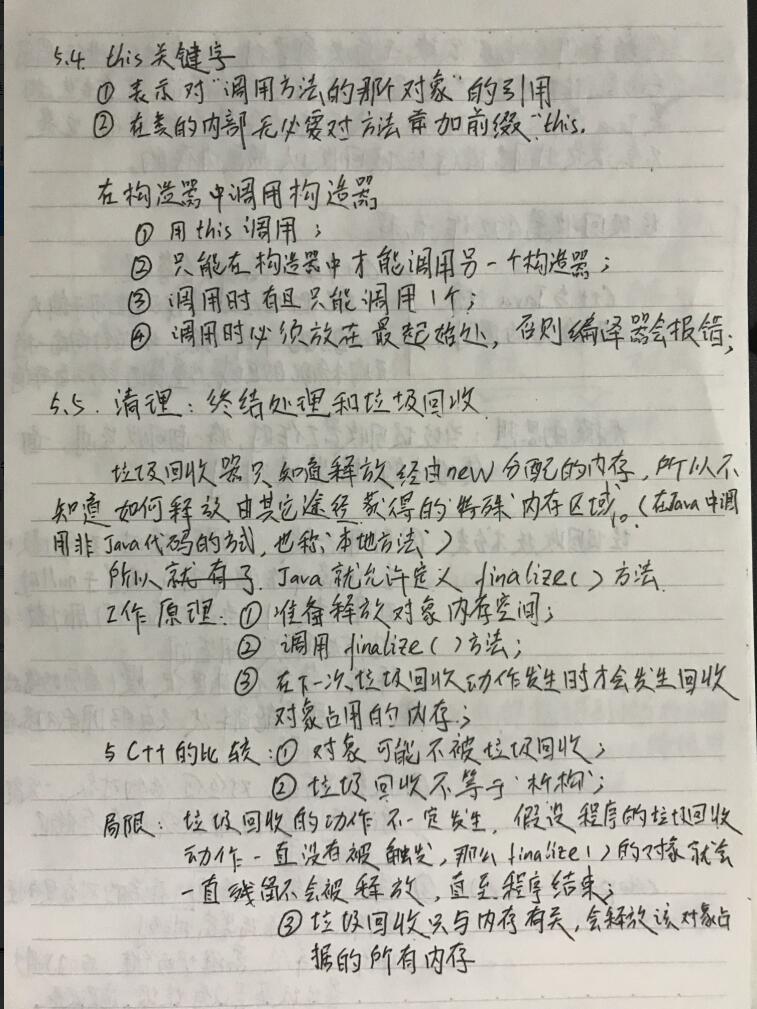 5.4. this关键字
① 表示对“调用方法的那个对象”的引用
② 在类的内部无必要对方法前加前缀“this.
在构造器中调用构造器
① 用this调用;
② 只能在构造器中才能调用另一个构造器;
③ 调用时有且只能调用1个;
④ 调用时必须放在最起始处, 否则编译器会报错;
5.5. 清理: 终结处理和垃圾回收
垃圾回收器只知道释放经由new分配的内存, 所以不
知道如何释放由其它途径获得的“特殊”内存区域。(在Java中调
用非Java代码的方式, 也称“本地方法”)
所以就有了. Java就允许定义 finalize()方法.
工作原理: ① 准备释放对象内存空间;
② 调用 finalize()方法;
③ 在下一次垃圾回收动作发生时才会发生回收
对象占用的内存.;
与C++的比较: ① 对象可能不被垃圾回收;
② 垃圾回收不等于“析构”;
局限: 垃圾回收的动作不一定发生, 假设程序的垃圾回收
动作一直没有被触发, 那么finalize()的对象就会
一直残留不会被释放, 直至程序结束;
③ 垃圾回收只与内存有关, 会释放该对象占
据的所有内存